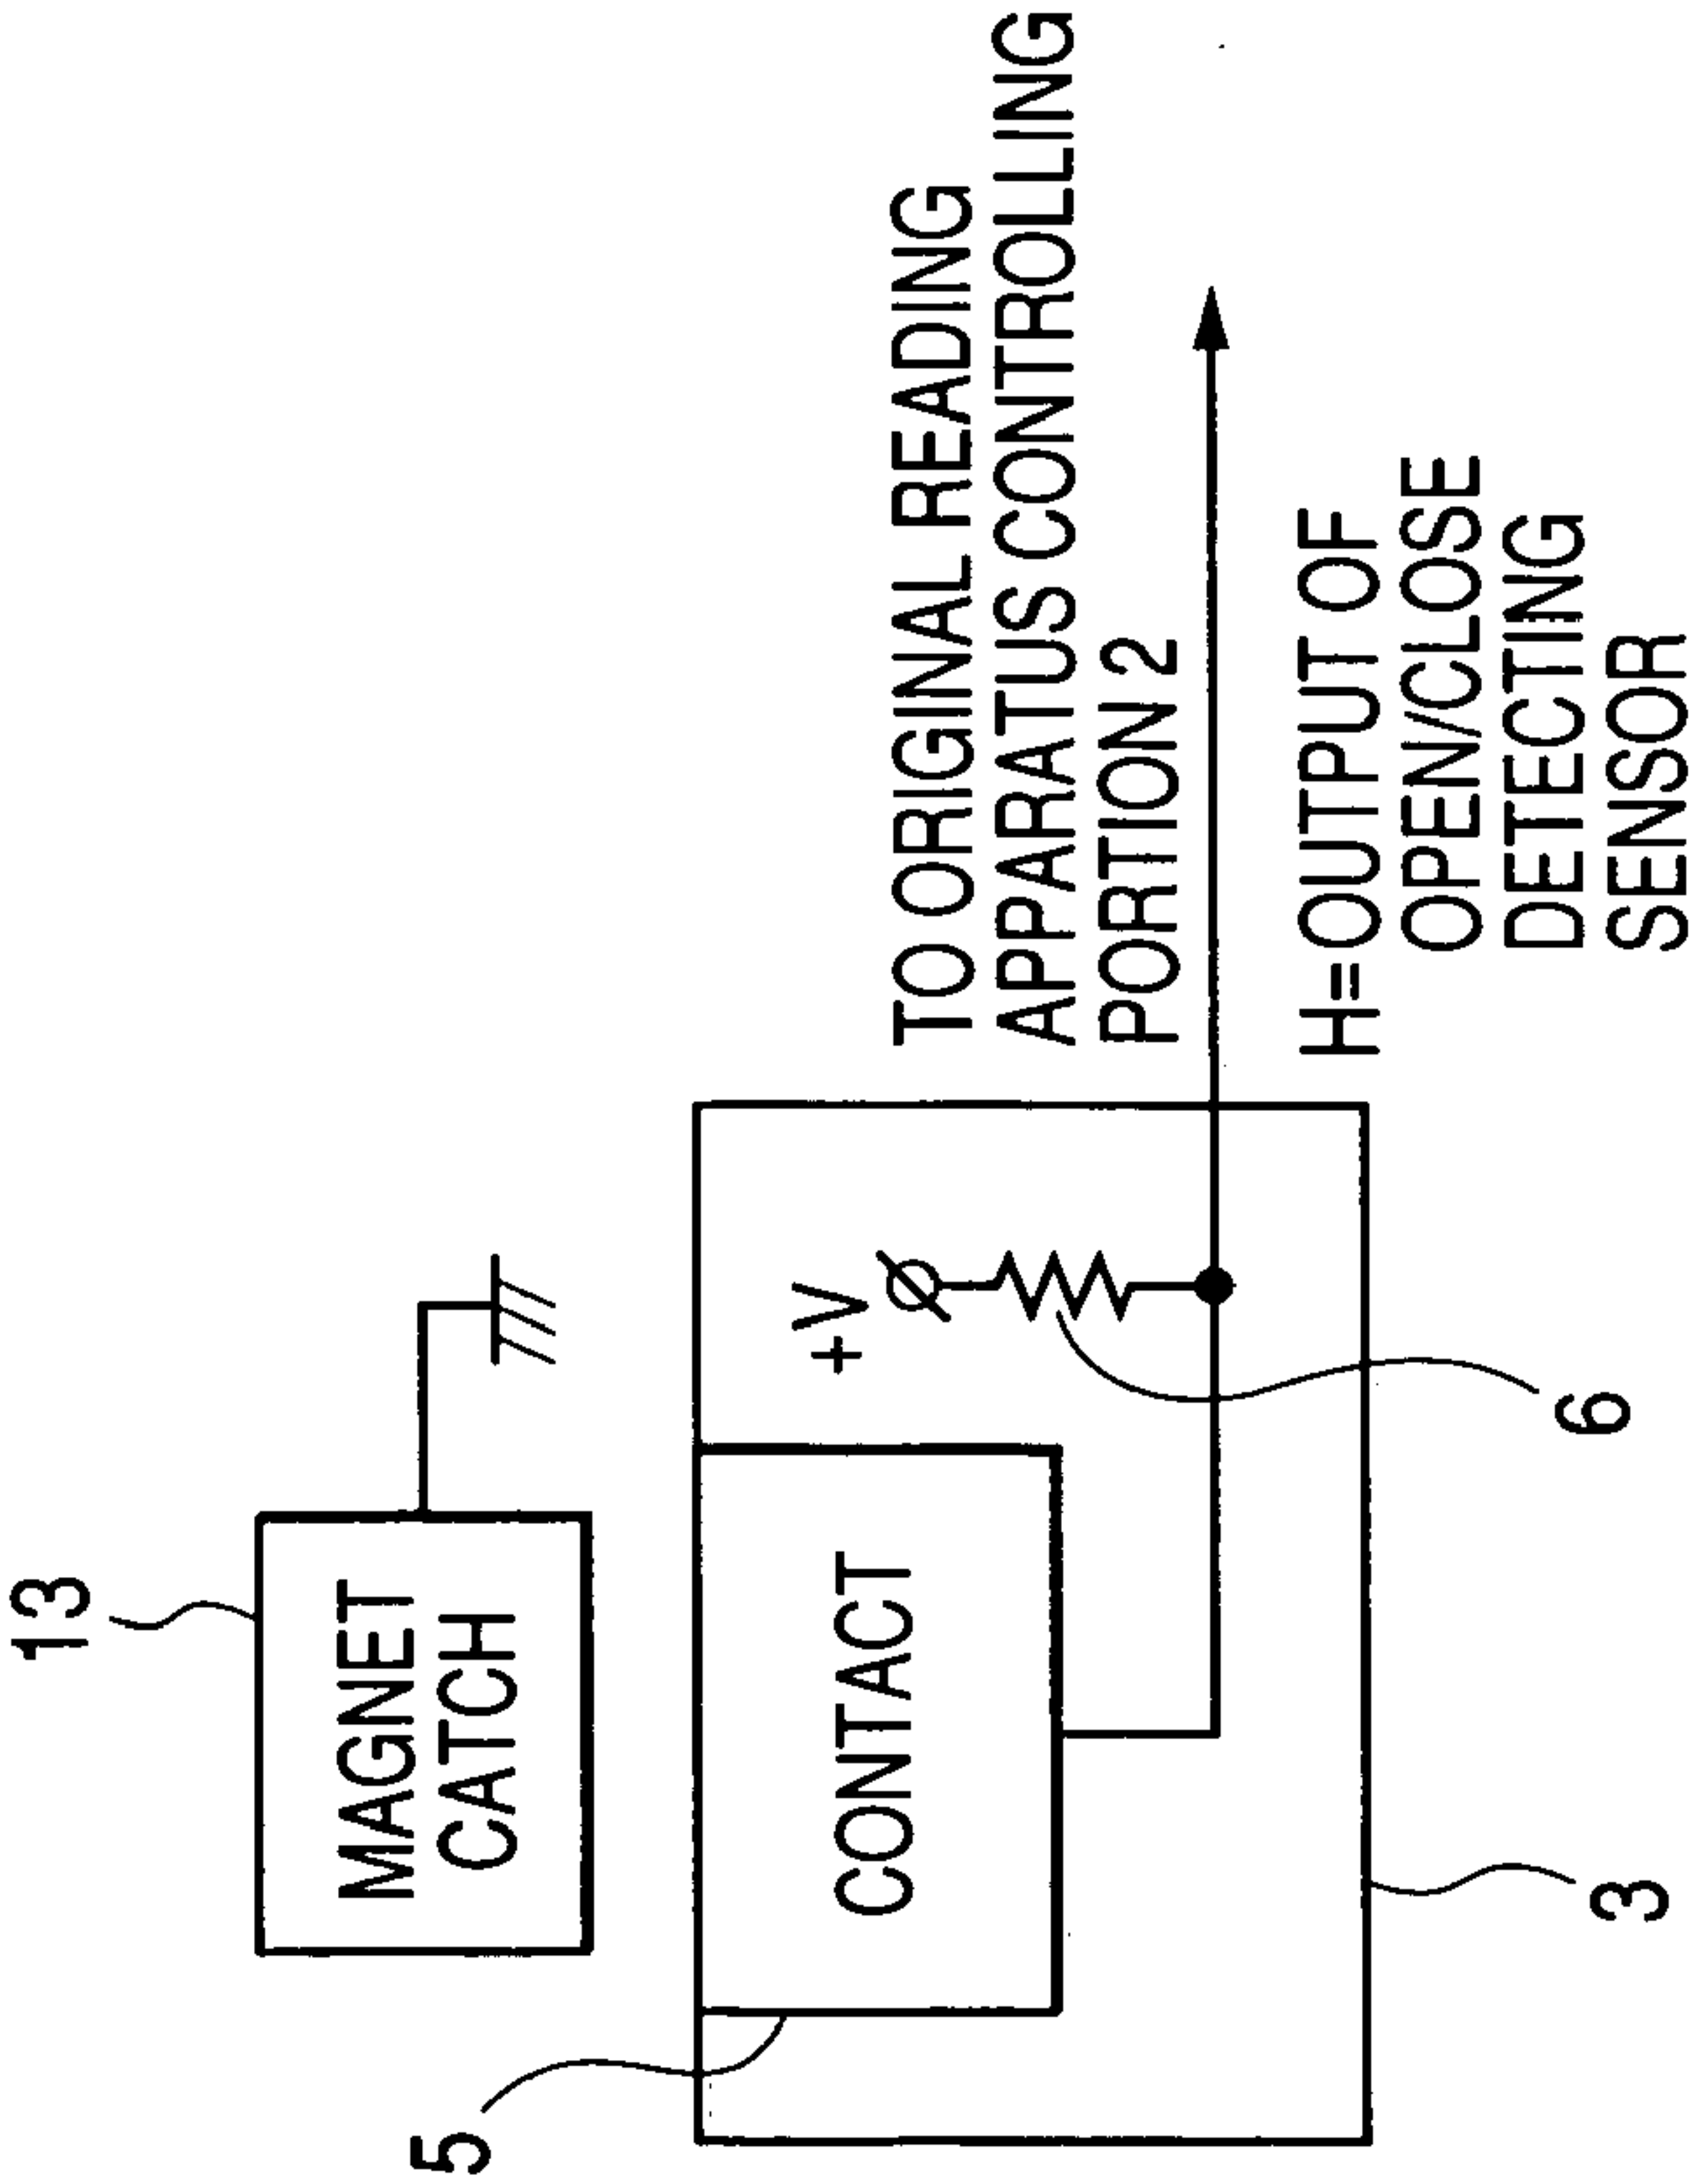 13
MAGNET
CATCH
5
CONTACT
+V
TO ORIGINAL READING
APPARATUS CONTROLLING
PORTION 2
H=OUTPUT OF
OPEN/CLOSE
DETECTING
SENSOR
6
3